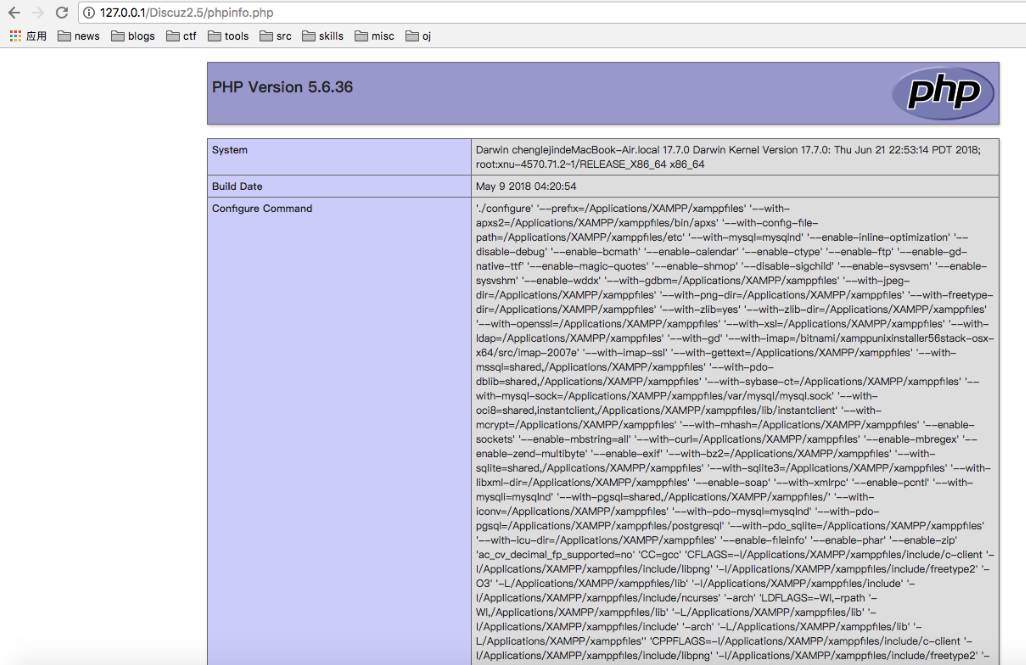 127.0.0.1/Discuz2.5/phpinfo.php
应用 news blogs ctf tools src skills misc oj
PHP Version 5.6.36
php
System
Darwin chenglejindeMacBook-Air.local 17.7.0 Darwin Kernel Version 17.7.0: Thu Jun 21 22:53:14 PDT 2018;
root:xnu-4570.71.2~1/RELEASE_X86_64 x86_64
Build Date
May 9 2018 04:20:54
Configure Command
'./configure' '--prefix=/Applications/XAMPP/xamppfiles' '--with-
apxs2=/Applications/XAMPP/xamppfiles/bin/apxs' '--with-config-file-
path=/Applications/XAMPP/xamppfiles/etc' '--with-mysql=mysqlnd' '--enable-inline-optimization' '--
disable-debug' '--enable-bcmath' '--enable-calendar' '--enable-ctype' '--enable-ftp' '--enable-gd-
native-ttf' '--enable-magic-quotes' '--enable-shmop' '--disable-sigchild' '--enable-sysvsem' '--enable-
sysvshm' '--enable-wddx' '--with-gdbm=/Applications/XAMPP/xamppfiles' '--with-jpeg-
dir=/Applications/XAMPP/xamppfiles' '--with-png-dir=/Applications/XAMPP/xamppfiles' '--with-freetype-
dir=/Applications/XAMPP/xamppfiles' '--with-zlib=yes' '--with-zlib-dir=/Applications/XAMPP/xamppfiles'
'--with-openssl=/Applications/XAMPP/xamppfiles' '--with-xsl=/Applications/XAMPP/xamppfiles' '--with-
ldap=/Applications/XAMPP/xamppfiles' '--with-gd' '--with-imap=/bitnami/xamppunixinstaller56stack-osx-
x64/src/imap-2007e' '--with-imap-ssl' '--with-gettext=/Applications/XAMPP/xamppfiles' '--with-
mssql=shared,/Applications/XAMPP/xamppfiles' '--with-pdo-
dblib=shared,/Applications/XAMPP/xamppfiles' '--with-sybase-ct=/Applications/XAMPP/xamppfiles' '--
with-mysql-sock=/Applications/XAMPP/xamppfiles/var/mysql/mysql.sock' '--with-
oci8=shared,instantclient,/Applications/XAMPP/xamppfiles/lib/instantclient' '--with-
mcrypt=/Applications/XAMPP/xamppfiles' '--with-mhash=/Applications/XAMPP/xamppfiles' '--enable-
sockets' '--enable-mbstring=all' '--with-curl=/Applications/XAMPP/xamppfiles' '--enable-mbregex' '--
enable-zend-multibyte' '--enable-exif' '--with-bz2=/Applications/XAMPP/xamppfiles' '--with-
sqlite=shared,/Applications/XAMPP/xamppfiles' '--with-sqlite3=/Applications/XAMPP/xamppfiles' '--with-
libxml-dir=/Applications/XAMPP/xamppfiles' '--enable-soap' '--with-xmlrpc' '--enable-pcntl' '--with-
mysqli=mysqlnd' '--with-pgsql=shared,/Applications/XAMPP/xamppfiles/' '--with-
iconv=/Applications/XAMPP/xamppfiles' '--with-pdo-mysql=mysqlnd' '--with-pdo-
pgsql=/Applications/XAMPP/xamppfiles/postgresql' '--with-pdo_sqlite=/Applications/XAMPP/xamppfiles'
'--with-icu-dir=/Applications/XAMPP/xamppfiles' '--enable-fileinfo' '--enable-phar' '--enable-zip'
'ac_cv_decimal_fp_supported=no' 'CC=gcc' 'CFLAGS=-I/Applications/XAMPP/xamppfiles/include/c-client '-
I/Applications/XAMPP/xamppfiles/include/libpng' '-I/Applications/XAMPP/xamppfiles/include/freetype2' '-
O3' '-L/Applications/XAMPP/xamppfiles/lib' '-I/Applications/XAMPP/xamppfiles/include' '-
I/Applications/XAMPP/xamppfiles/include/ncurses' '-arch' 'LDFLAGS=-Wl,-rpath '-
Wl,/Applications/XAMPP/xamppfiles/lib' '-L/Applications/XAMPP/xamppfiles/lib' '-
I/Applications/XAMPP/xamppfiles/include' '-arch' '-L/Applications/XAMPP/xamppfiles/lib' '-
L/Applications/XAMPP/xamppfiles'' 'CPPFLAGS=-I/Applications/XAMPP/xamppfiles/include/c-client '-
I/Applications/XAMPP/xamppfiles/include/libpng' '-I/Applications/XAMPP/xamppfiles/include/freetype2' '-